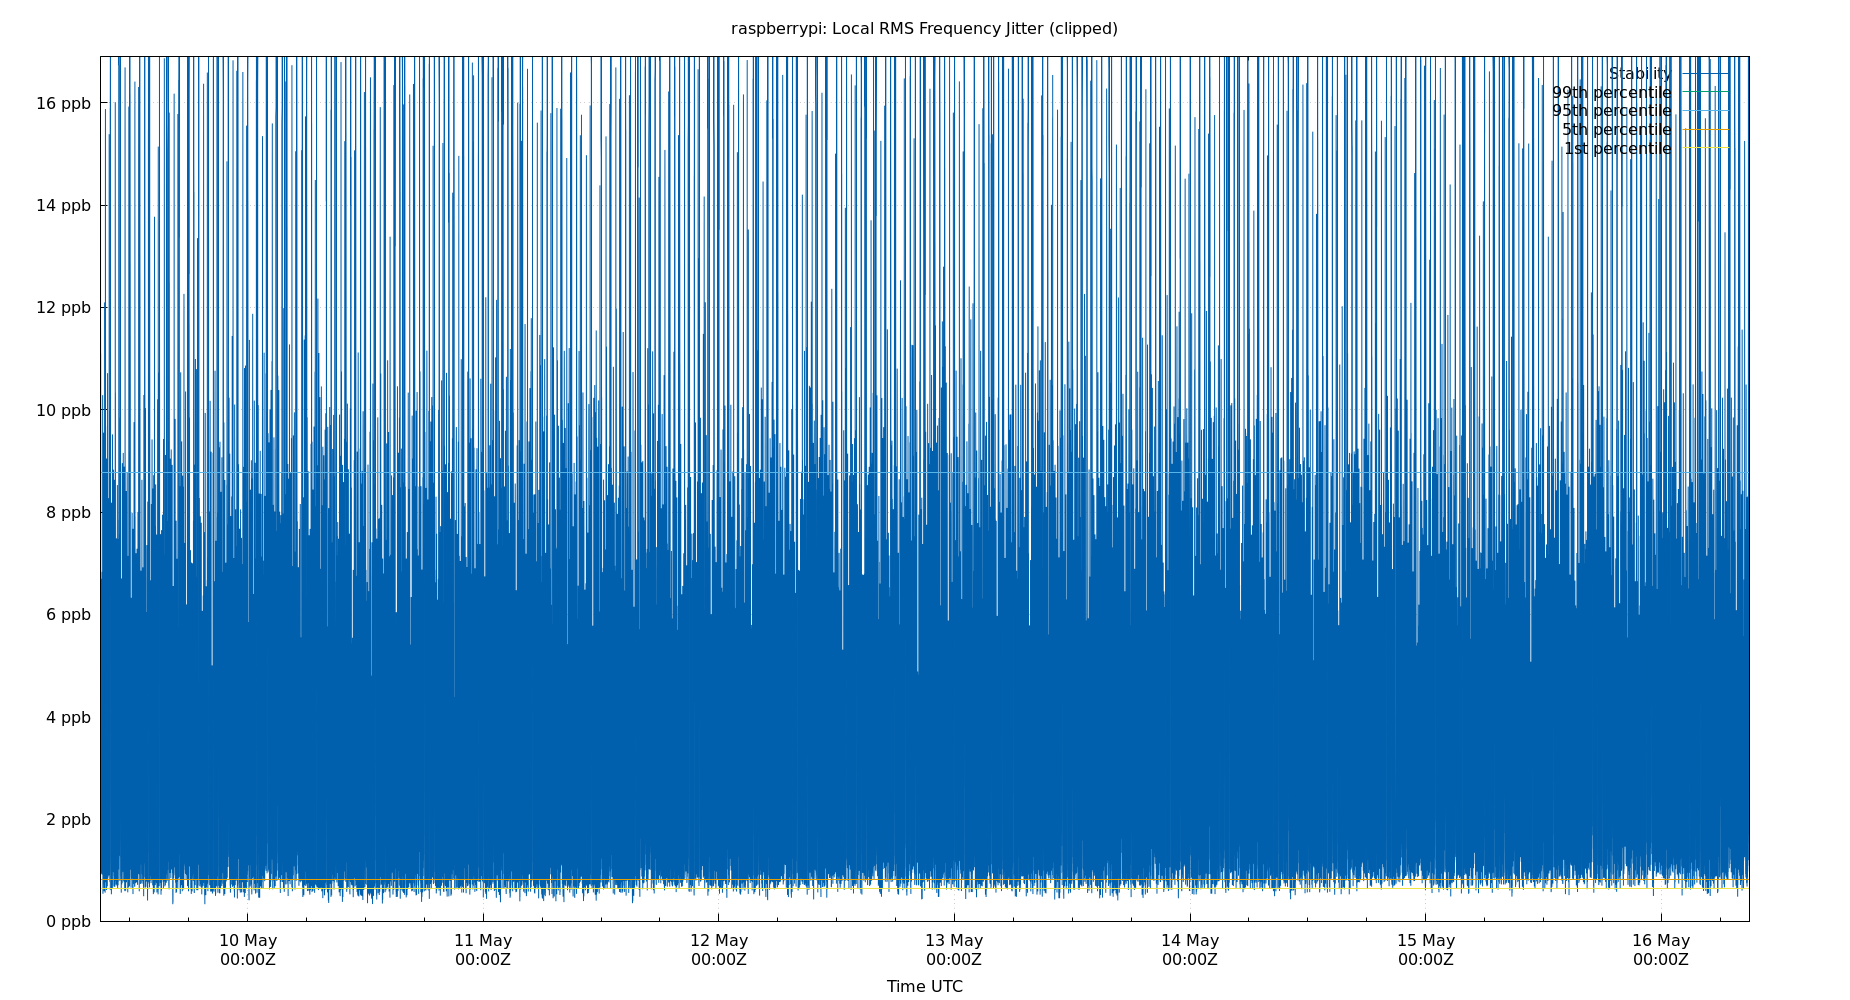 raspberrypi: Local RMS Frequency Jitter (clipped)
Stability
99th percentile
95th percentile
5th percentile
1st percentile
16 ppb
14 ppb
12 ppb
10 ppb
8 ppb
6 ppb
4 ppb
2 ppb
0 ppb
10 May 11 May 12 May 13 May 14 May 15 May 16 May
00:00Z 00:00Z 00:00Z 00:00Z 00:00Z 00:00Z 00:00Z
Time UTC